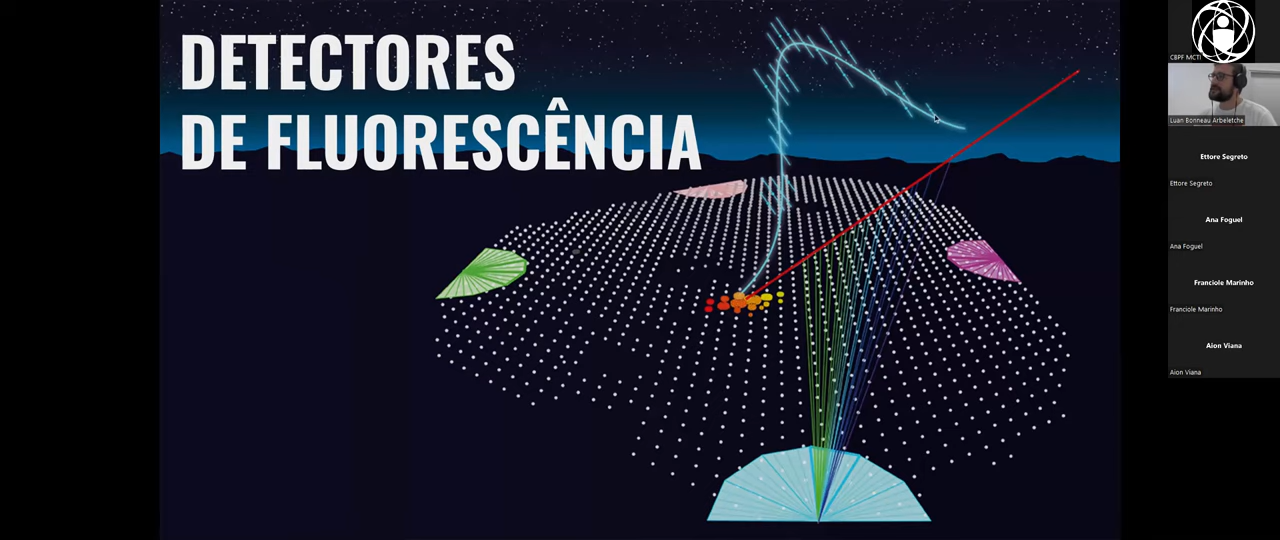 DETECTORES
DE FLUORESCÊNCIA
CBPF MCTI
Luan Bonneau Arbeletche
Ettore Segreto
Ettore Segreto
Ana Foguel
Ana Foguel
Franciole Marinho
Franciole Marinho
Aion Viana
Aion Viana